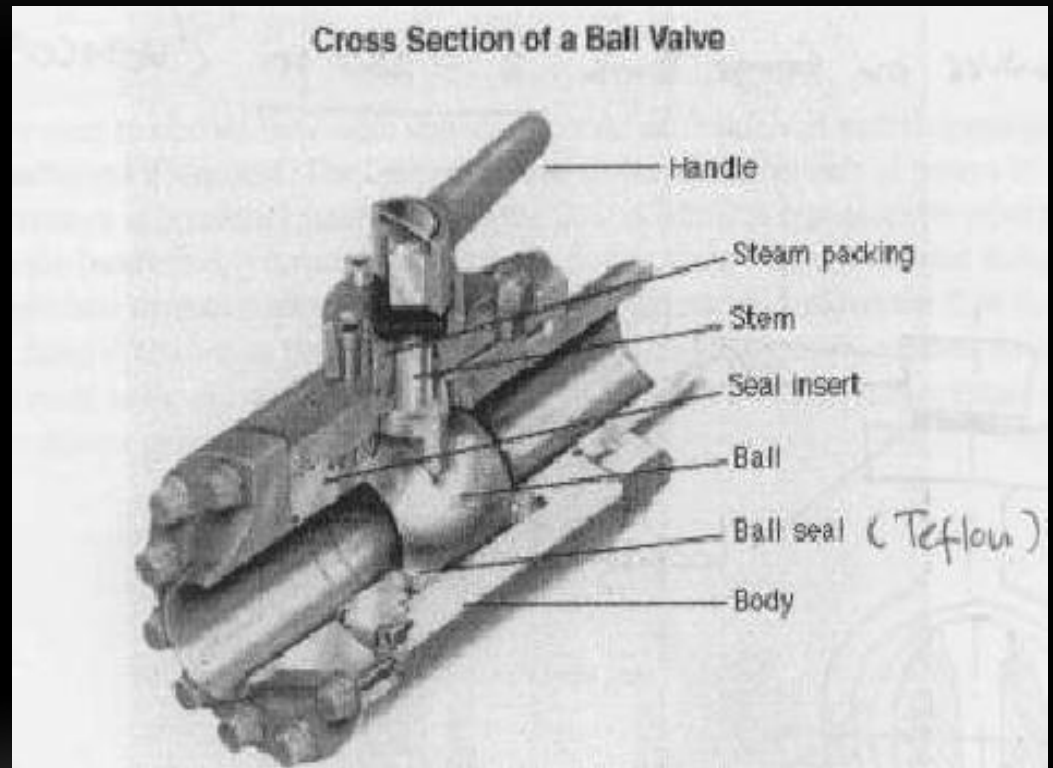 Cross Section of a Ball Valve
Handle
Steam packing
Stem
Seal insert
Ball
Ball seal (Teflon)
Body